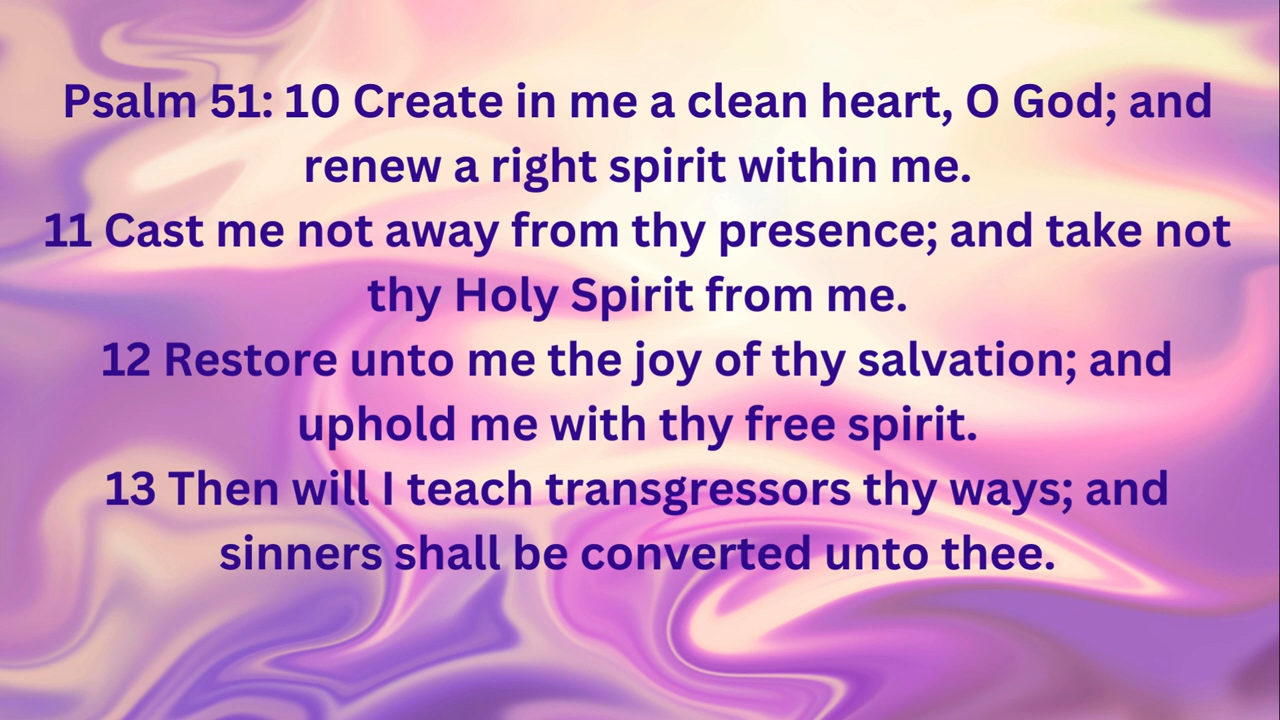 Psalm 51: 10 Create in me a clean heart, O God; and
renew a right spirit within me.
11 Cast me not away from thy presence; and take not
thy Holy Spirit from me.
12 Restore unto me the joy of thy salvation; and
uphold me with thy free spirit.
13 Then will I teach transgressors thy ways; and
sinners shall be converted unto thee.